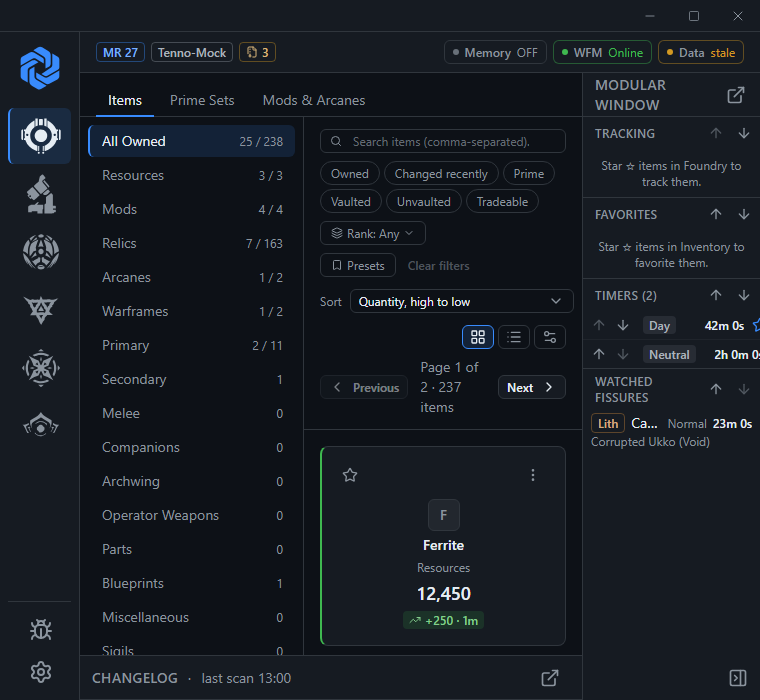 MR 27 Tenno-Mock 3 Memory OFF WFM Online Data stale
Items Prime Sets Mods & Arcanes
All Owned 25 / 238
Resources 3 / 3
Mods 4 / 4
Relics 7 / 163
Arcanes 1 / 2
Warframes 1 / 2
Primary 2 / 11
Secondary 1
Melee 0
Companions 0
Archwing 0
Operator Weapons 0
Parts 0
Blueprints 1
Miscellaneous 0
Sigils 0
Search items (comma-separated).
Owned Changed recently Prime
Vaulted Unvaulted Tradeable
Rank: Any
Presets Clear filters
Sort Quantity, high to low
Previous
Page 1 of
2 · 237
items
Next
F
Ferrite
Resources
12,450
+250 · 1m
CHANGELOG · last scan 13:00
MODULAR
WINDOW
TRACKING
Star ☆ items in Foundry to
track them.
FAVORITES
Star ☆ items in Inventory to
favorite them.
TIMERS (2)
Day 42m 0s
Neutral 2h 0m 0s
WATCHED
FISSURES
Lith Ca... Normal 23m 0s
Corrupted Ukko (Void)